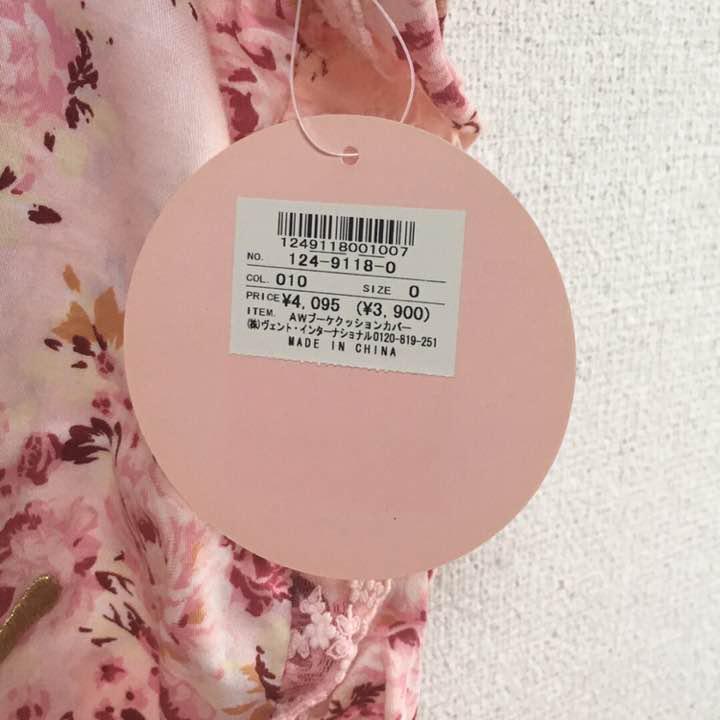 1249118001007
NO. 124-9118-0
COL. 010 SIZE 0
PRICE ¥4,095 (¥3,900)
ITEM. AWブーケクッションカバー
㈱ヴェント・インターナショナル0120-819-251
MADE IN CHINA